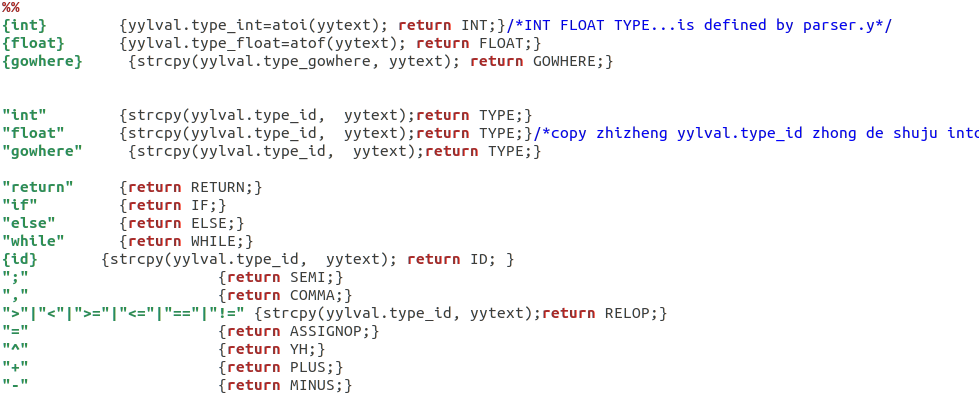 %%
{int}        {yylval.type_int=atoi(yytext); return INT;}/*INT FLOAT TYPE...is defined by parser.y*/
{float}      {yylval.type_float=atof(yytext); return FLOAT;}
{gowhere}     {strcpy(yylval.type_gowhere, yytext); return GOWHERE;}
"int"        {strcpy(yylval.type_id,  yytext);return TYPE;}
"float"      {strcpy(yylval.type_id,  yytext);return TYPE;}/*copy zhizheng yylval.type_id zhong de shuju into
"gowhere"     {strcpy(yylval.type_id,  yytext);return TYPE;}
"return"     {return RETURN;}
"if"         {return IF;}
"else"       {return ELSE;}
"while"      {return WHILE;}
{id}       {strcpy(yylval.type_id,  yytext); return ID; }
";"                     {return SEMI;}
","                     {return COMMA;}
">"|"<"|">="|"<="|"=="|"!=" {strcpy(yylval.type_id, yytext);return RELOP;}
"="                     {return ASSIGNOP;}
"^"                     {return YH;}
"+"                     {return PLUS;}
"-"                     {return MINUS;}